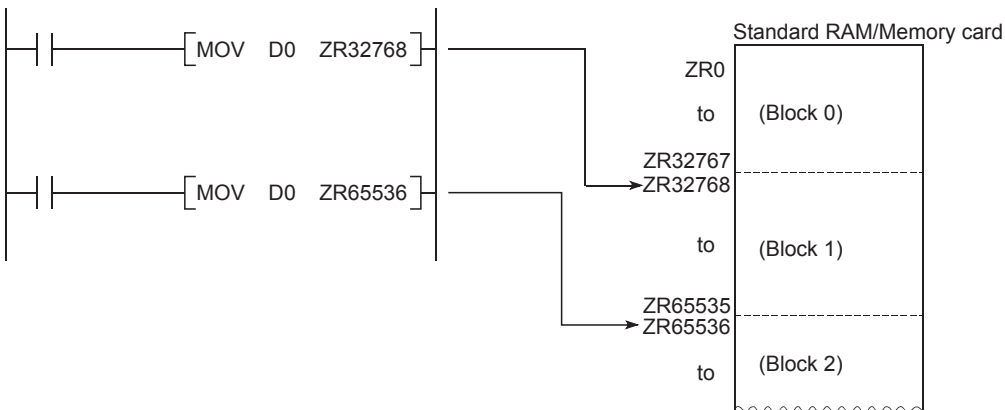 MOV D0 ZR32768
MOV D0 ZR65536
Standard RAM/Memory card
ZR0
to (Block 0)
ZR32767
ZR32768
to (Block 1)
ZR65535
ZR65536
to (Block 2)